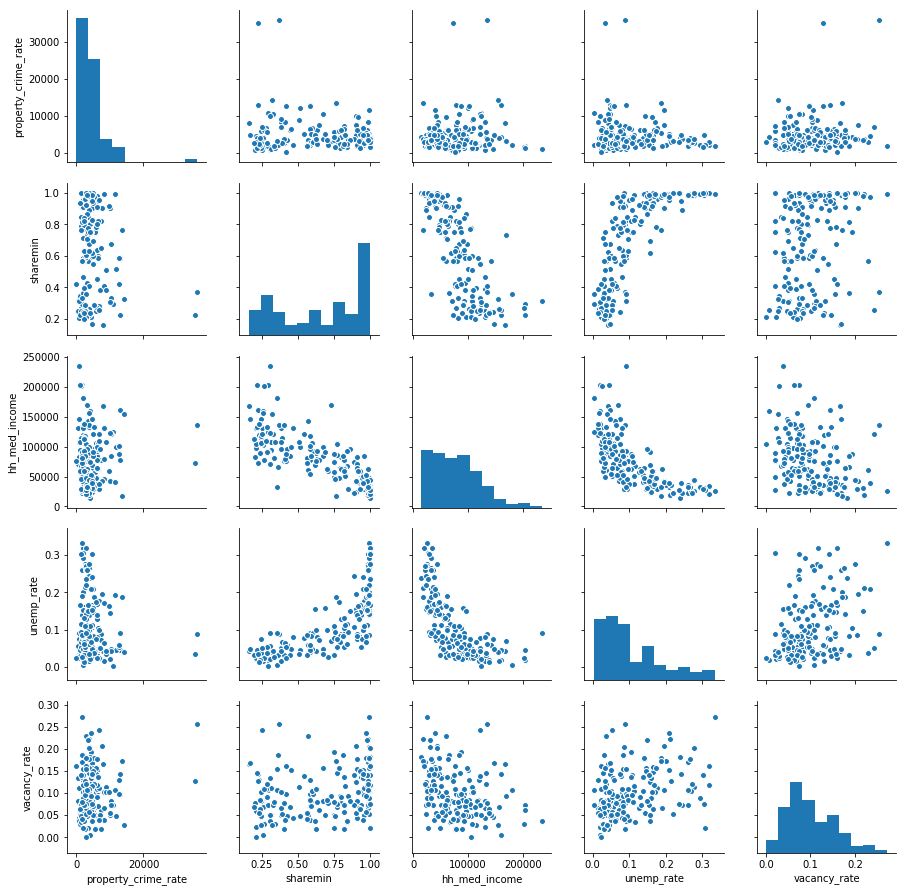 property_crime_rate
30000
20000
10000
0
sharemin
1.0
0.8
0.6
0.4
0.2
hh_med_income
250000
200000
150000
100000
50000
0
unemp_rate
0.3
0.2
0.1
0.0
vacancy_rate
0.30
0.25
0.20
0.15
0.10
0.05
0.00
0 20000
0.25 0.50 0.75 1.00
0 100000 200000
0.0 0.1 0.2 0.3
0.0 0.1 0.2
property_crime_rate
sharemin
hh_med_income
unemp_rate
vacancy_rate